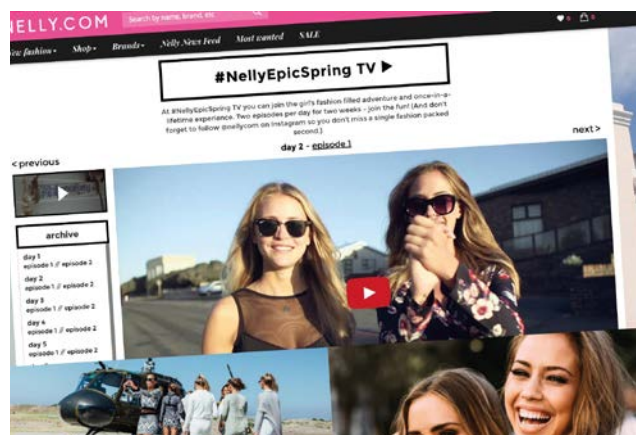 NELLY.COM
Search by name, brand, etc
New fashion Shop Brands Nelly News Feed Most wanted SALE
#NellyEpicSpring TV
At #NellyEpicSpring TV you can join the girl's fashion filled adventure and once-in-a-
lifetime experience. Two episodes per day for two weeks - join the fun! (And don't
forget to follow @nellycom on Instagram so you don't miss a single fashion packed
second.)
day 2 - episode 1
< previous
next >
archive
day 1
episode 1 // episode 2
day 2
episode 1 // episode 2
day 3
episode 1 // episode 2
day 4
episode 1 // episode 2
day 5
episode 1 // episode 2